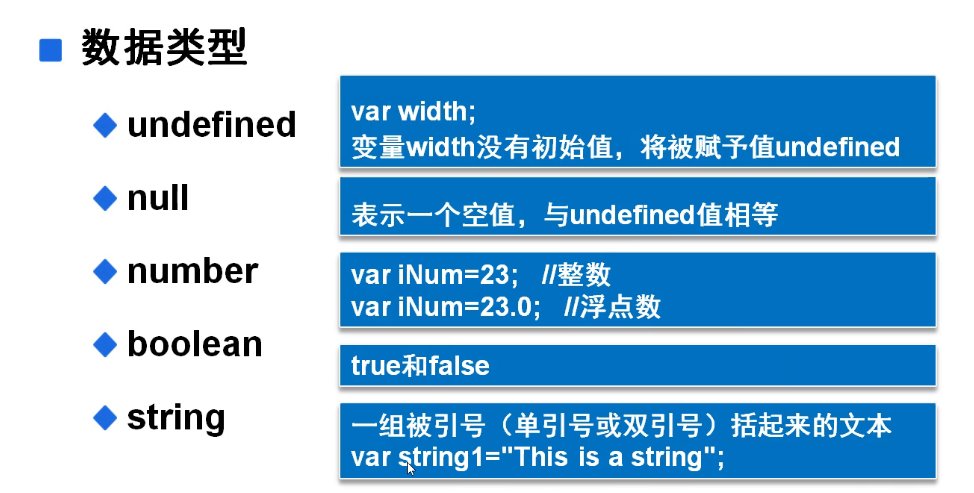 数据类型
undefined
var width;
变量width没有初始值，将被赋予值undefined
null
表示一个空值，与undefined值相等
number
var iNum=23;   //整数
var iNum=23.0;   //浮点数
boolean
true和false
string
一组被引号（单引号或双引号）括起来的文本
var string1="This is a string";